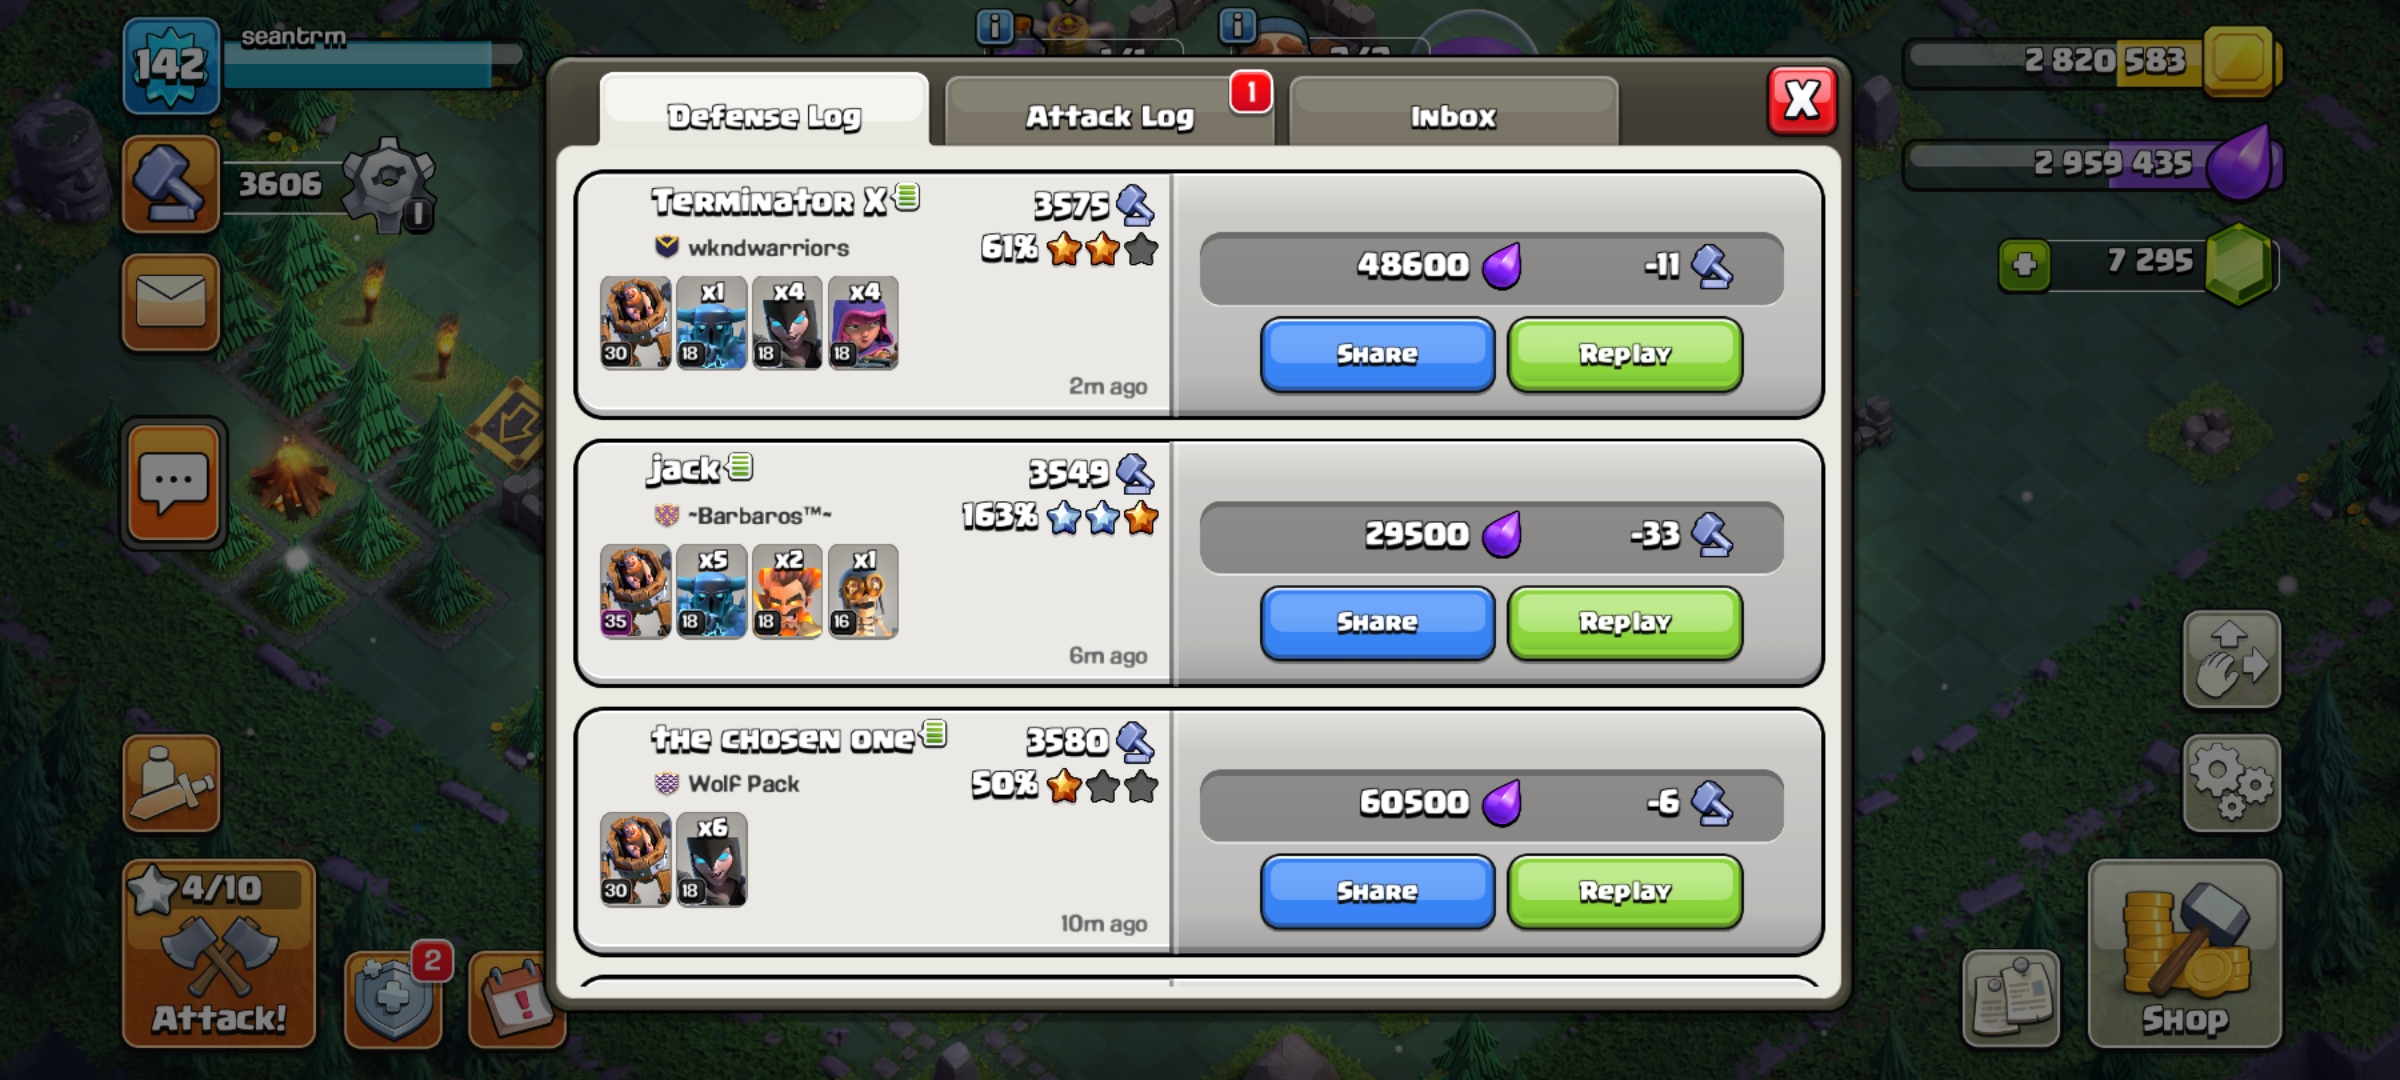 142
seantrm
3606
I
2 820 583
2 959 435
7 295
Defense Log
Attack Log
1
Inbox
X
Terminator X
3575
wkndwarriors
61%
x1
x4
x4
30
18
18
18
2m ago
48600
-11
Share
Replay
jack
3549
~Barbaros™~
163%
x5
x2
x1
35
18
18
16
6m ago
29500
-33
Share
Replay
the chosen one
3580
Wolf Pack
50%
x6
30
18
10m ago
60500
-6
Share
Replay
4/10
Attack!
2
Shop